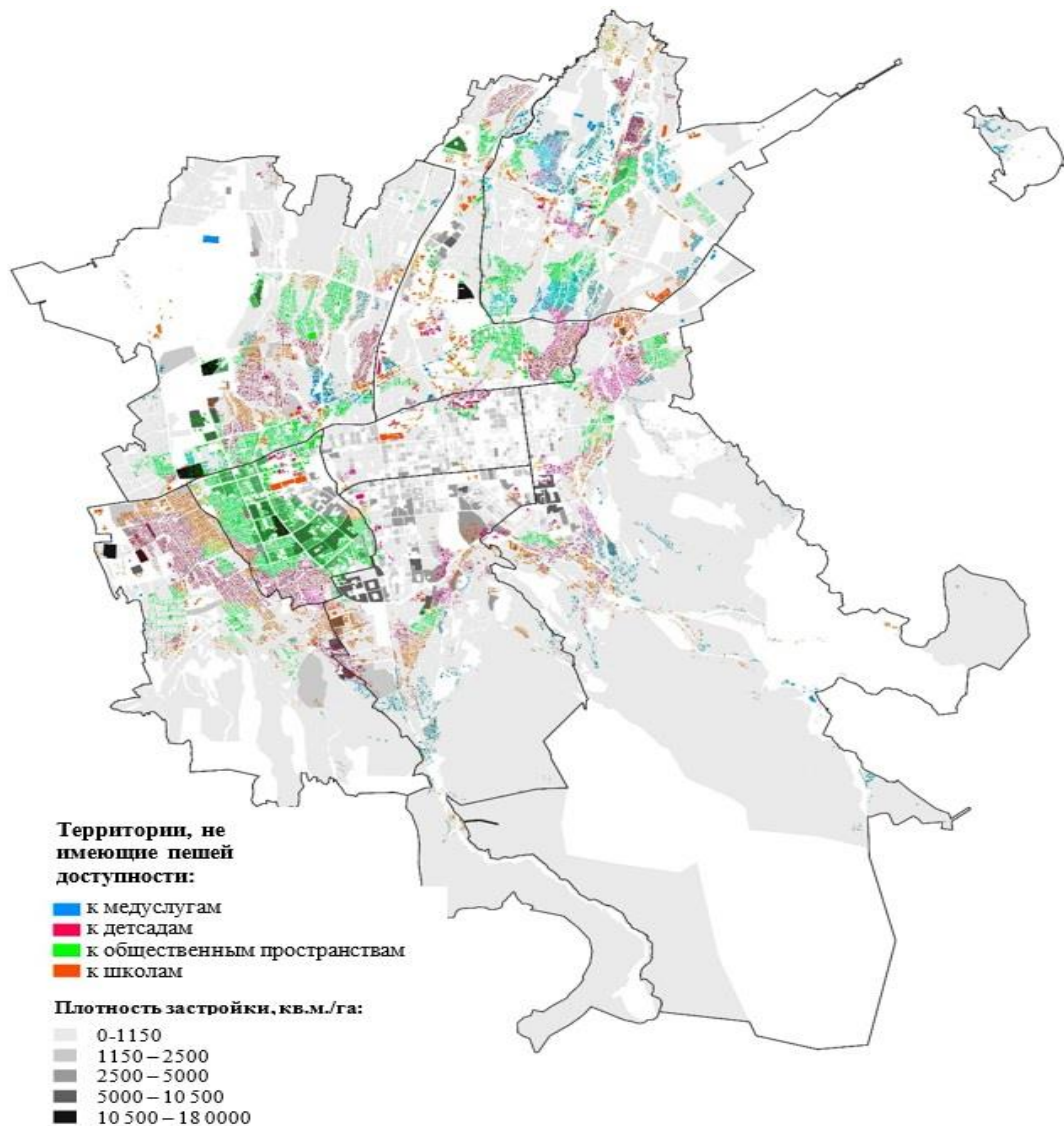 Территории, не
имеющие пешей
доступности:
к медуслугам
к детсадам
к общественным пространствам
к школам
Плотность застройки, кв.м./га:
0-1150
1150 – 2500
2500 – 5000
5000 – 10 500
10 500 – 18 0000